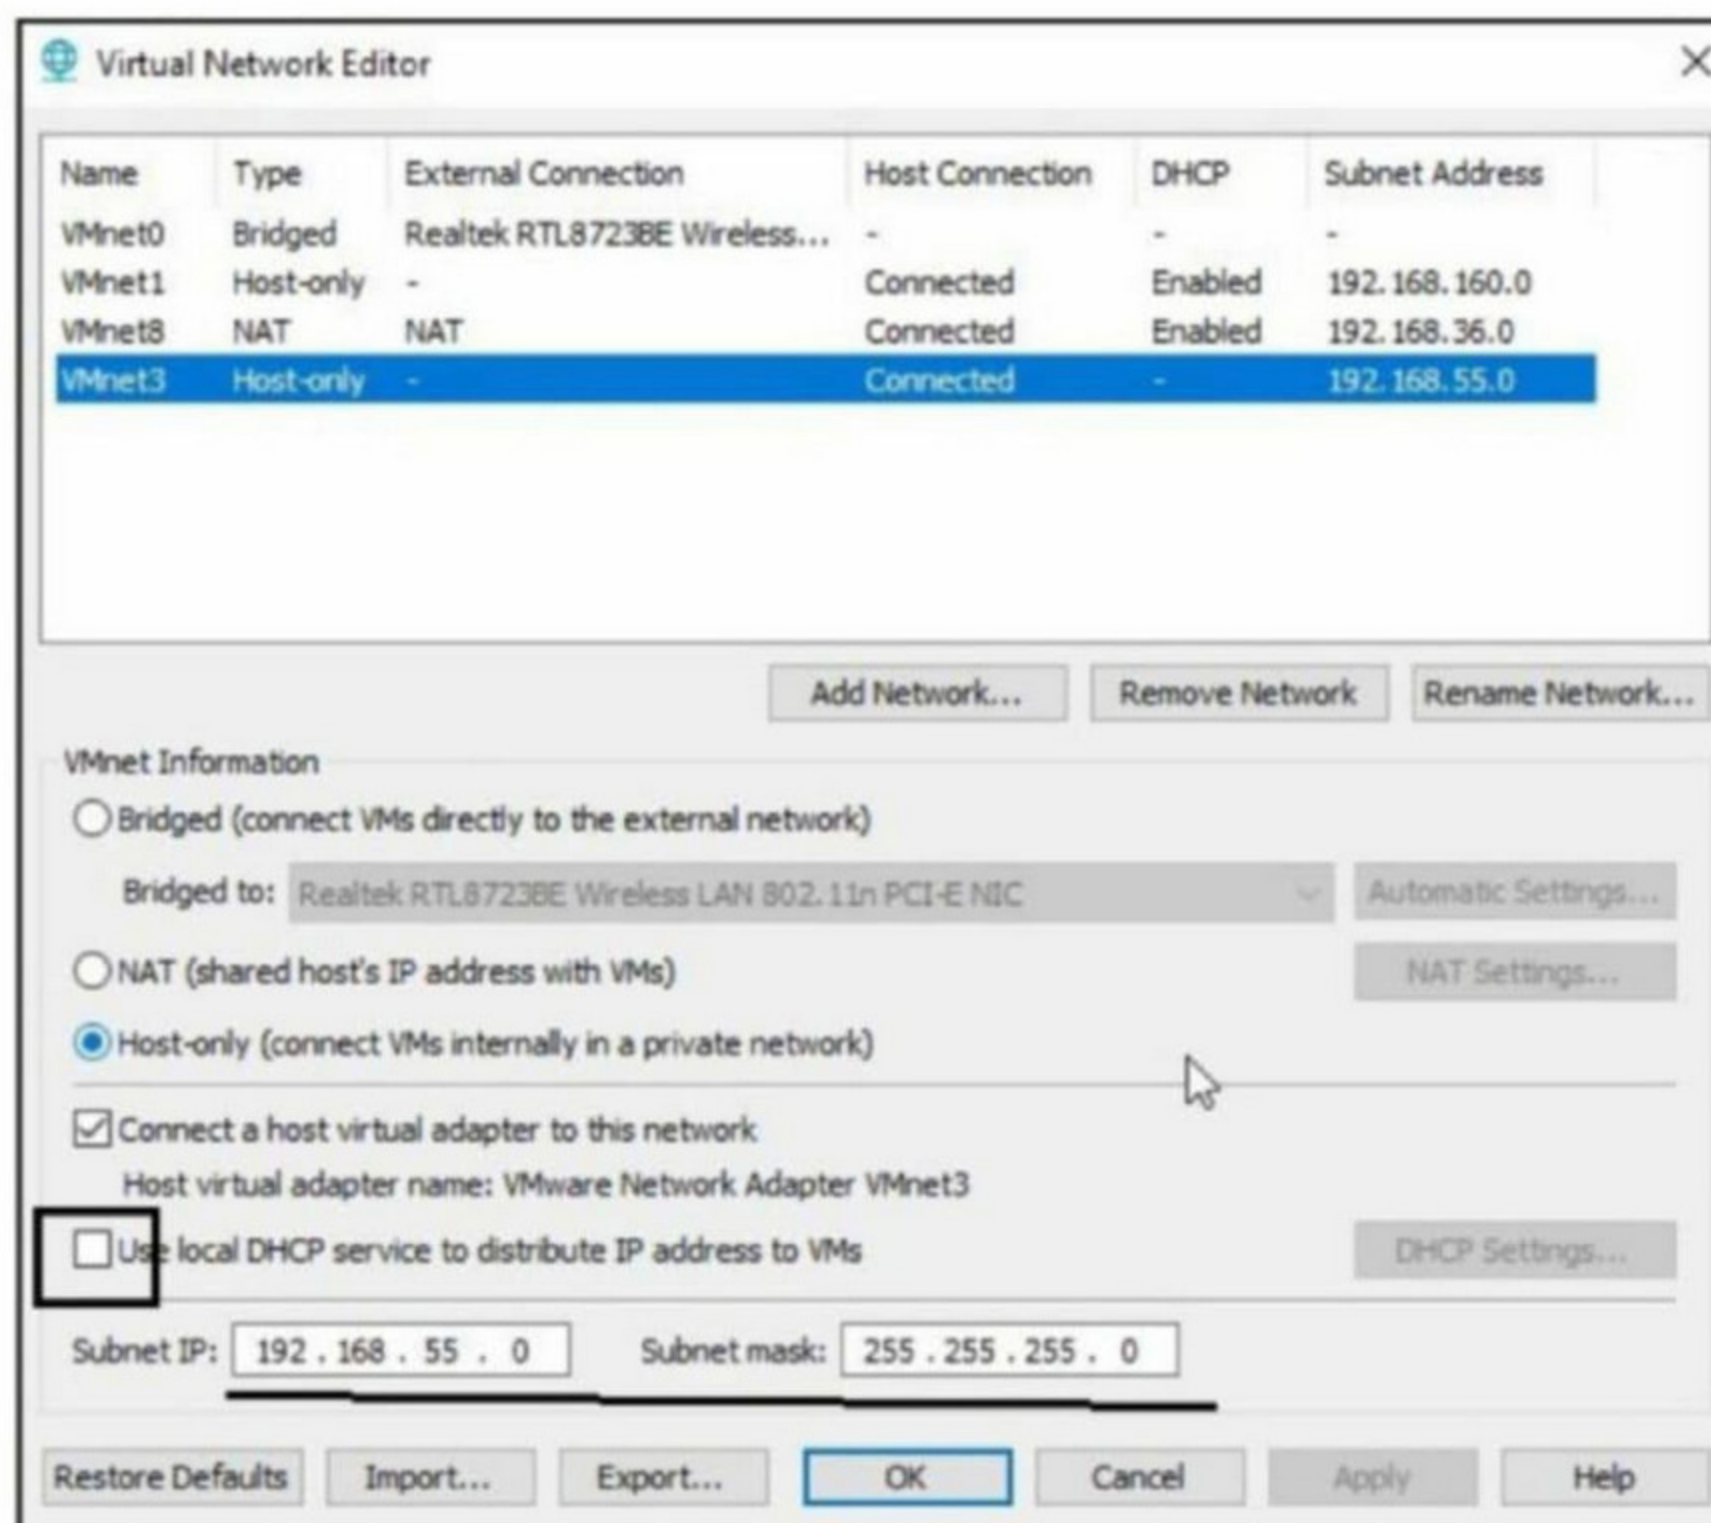 Virtual Network Editor
Name Type External Connection Host Connection DHCP Subnet Address
VMnet0 Bridged Realtek RTL8723BE Wireless... - - -
VMnet1 Host-only - Connected Enabled 192.168.160.0
VMnet8 NAT NAT Connected Enabled 192.168.36.0
VMnet3 Host-only - Connected - 192.168.55.0
Add Network... Remove Network Rename Network...
VMnet Information
Bridged (connect VMs directly to the external network)
Bridged to: Realtek RTL8723BE Wireless LAN 802.11n PCI-E NIC Automatic Settings...
NAT (shared host's IP address with VMs) NAT Settings...
Host-only (connect VMs internally in a private network)
Connect a host virtual adapter to this network
Host virtual adapter name: VMware Network Adapter VMnet3
Use local DHCP service to distribute IP address to VMs DHCP Settings...
Subnet IP: 192 . 168 . 55 . 0 Subnet mask: 255 . 255 . 255 . 0
Restore Defaults Import... Export... OK Cancel Apply Help